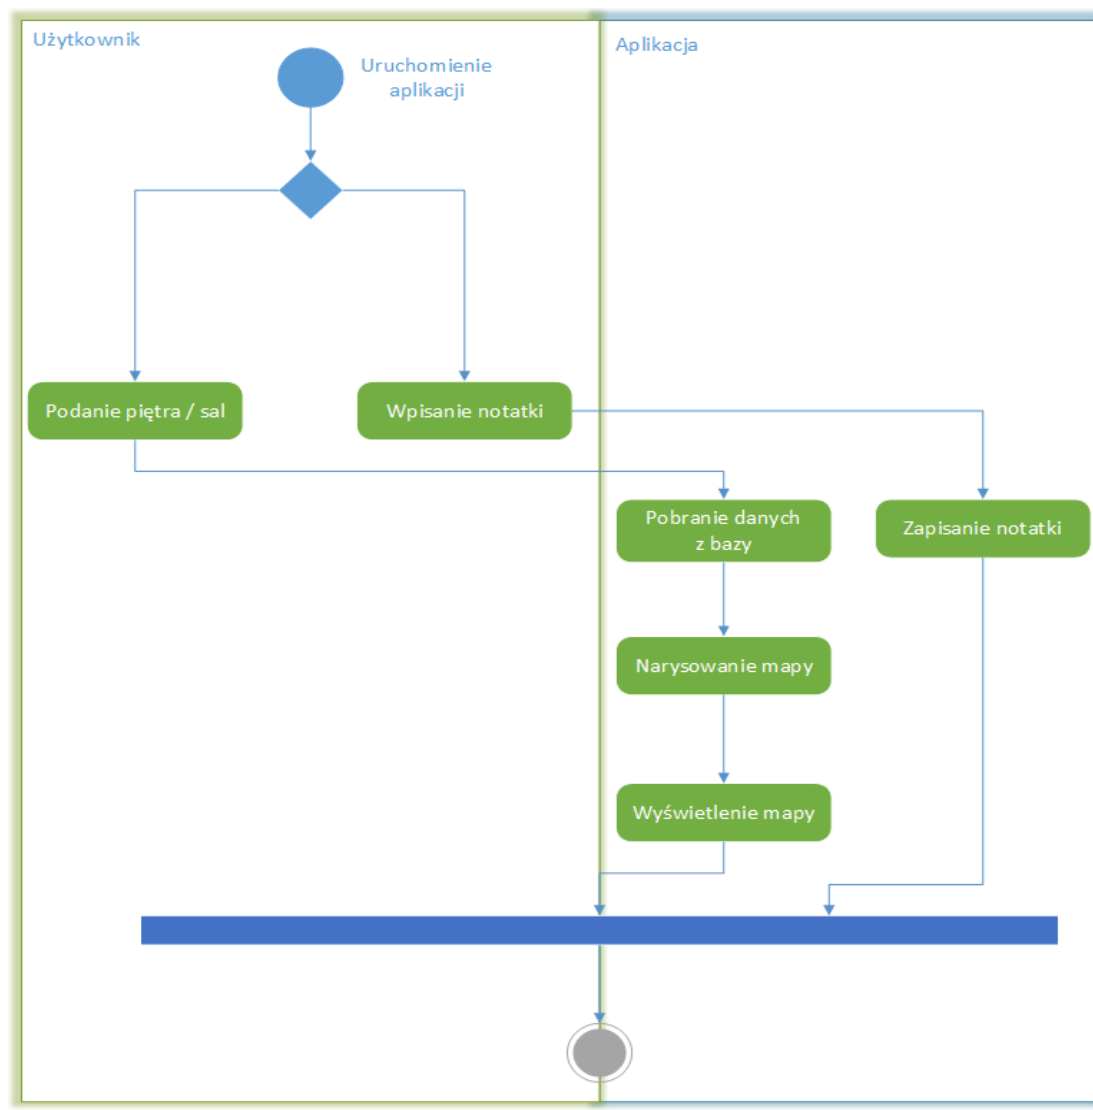 Użytkownik
Aplikacja
Uruchomienie
aplikacji
Podanie piętra / sal
Wpisanie notatki
Pobranie danych
z bazy
Zapisanie notatki
Narysowanie mapy
Wyświetlenie mapy